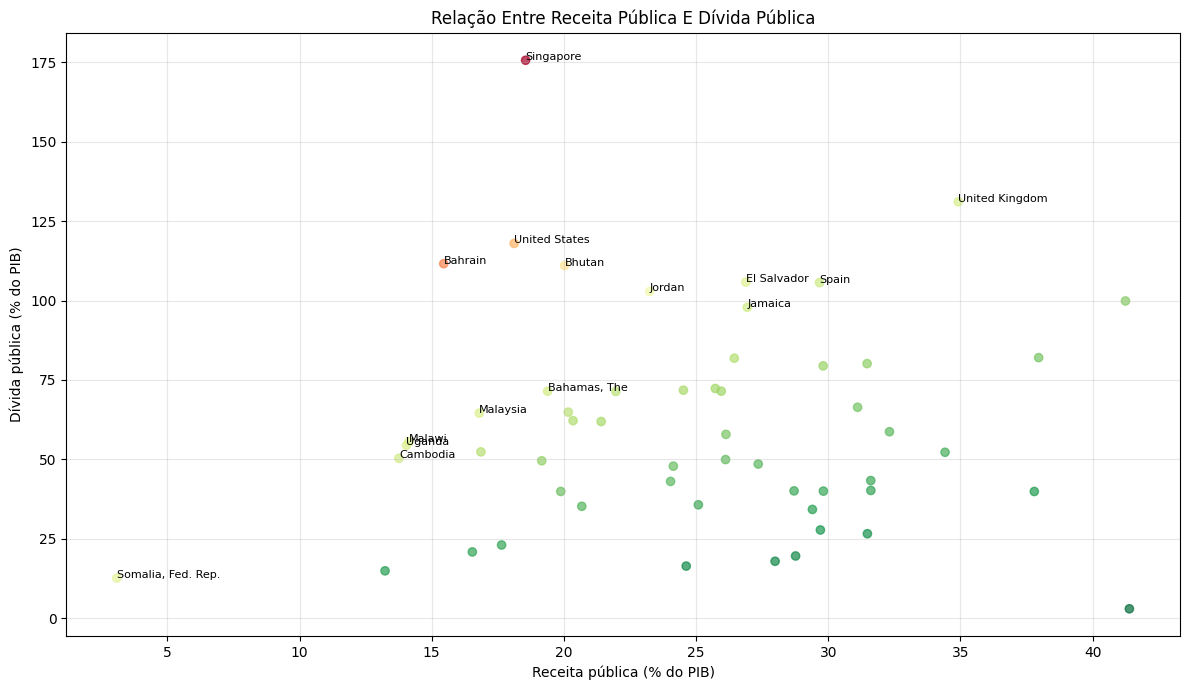 Relação Entre Receita Pública E Dívida Pública
Dívida pública (% do PIB)
175
150
125
100
75
50
25
0
Singapore
United Kingdom
United States
Bahrain
Bhutan
El Salvador
Spain
Jordan
Jamaica
Bahamas, The
Malaysia
Malawi
Uganda
Cambodia
Somalia, Fed. Rep.
5 10 15 20 25 30 35 40
Receita pública (% do PIB)